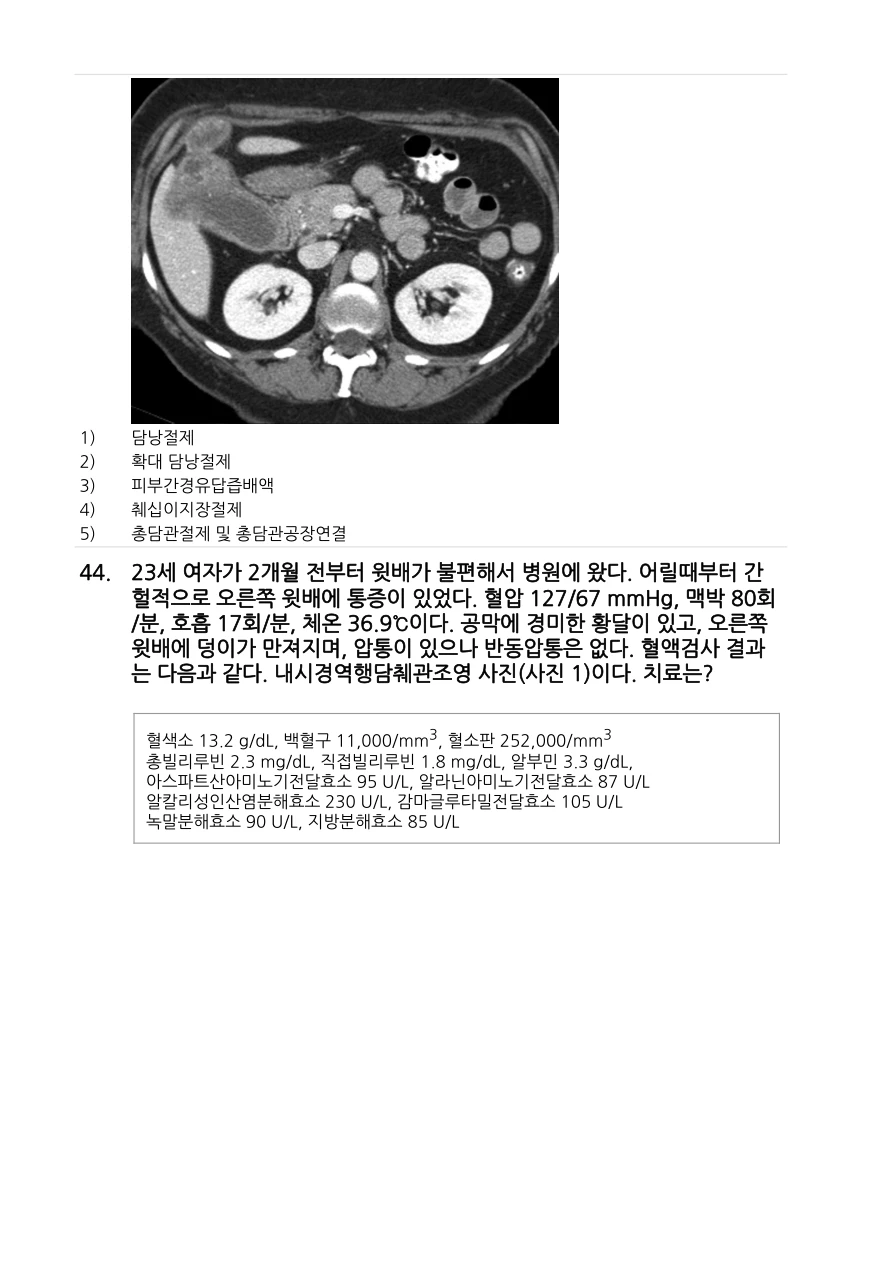 1) 담낭절제
2) 확대 담낭절제
3) 피부간경유담즙배액
4) 췌십이지장절제
5) 총담관절제 및 총담관공장연결
44. 23세 여자가 2개월 전부터 윗배가 불편해서 병원에 왔다. 어릴때부터 간
헐적으로 오른쪽 윗배에 통증이 있었다. 혈압 127/67 mmHg, 맥박 80회
/분, 호흡 17회/분, 체온 36.9℃이다. 공막에 경미한 황달이 있고, 오른쪽
윗배에 덩이가 만져지며, 압통이 있으나 반동압통은 없다. 혈액검사 결과
는 다음과 같다. 내시경역행담췌관조영 사진(사진 1)이다. 치료는?
혈색소 13.2 g/dL, 백혈구 11,000/mm³, 혈소판 252,000/mm³
총빌리루빈 2.3 mg/dL, 직접빌리루빈 1.8 mg/dL, 알부민 3.3 g/dL,
아스파트산아미노기전달효소 95 U/L, 알라닌아미노기전달효소 87 U/L
알칼리성인산염분해효소 230 U/L, 감마글루타밀전달효소 105 U/L
녹말분해효소 90 U/L, 지방분해효소 85 U/L